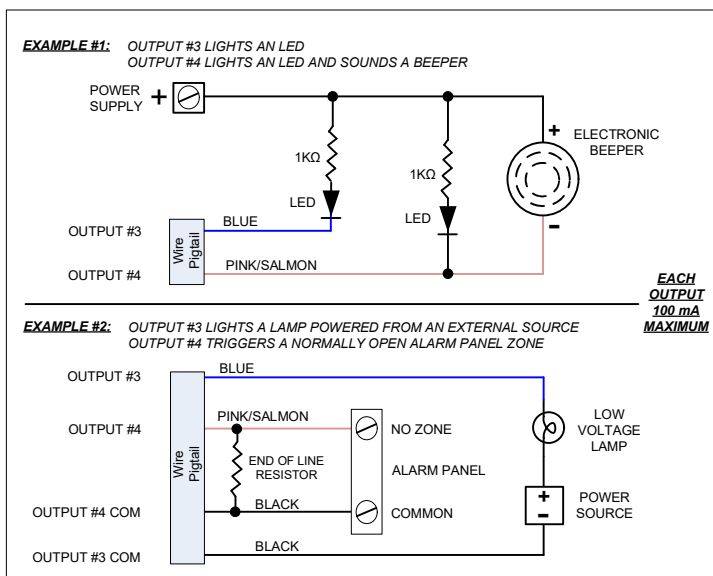 EXAMPLE #1: OUTPUT #3 LIGHTS AN LED
OUTPUT #4 LIGHTS AN LED AND SOUNDS A BEEPER
POWER
SUPPLY
+
+
ELECTRONIC
BEEPER
1KΩ
1KΩ
LED
LED
-
OUTPUT #3
BLUE
Wire
Pigtail
OUTPUT #4
PINK/SALMON
EACH
OUTPUT
100 mA
MAXIMUM
EXAMPLE #2: OUTPUT #3 LIGHTS A LAMP POWERED FROM AN EXTERNAL SOURCE
OUTPUT #4 TRIGGERS A NORMALLY OPEN ALARM PANEL ZONE
OUTPUT #3
BLUE
OUTPUT #4
PINK/SALMON
NO ZONE
LOW
VOLTAGE
LAMP
Wire
Pigtail
END OF LINE
RESISTOR
ALARM PANEL
OUTPUT #4 COM
BLACK
COMMON
+
-
POWER
SOURCE
OUTPUT #3 COM
BLACK